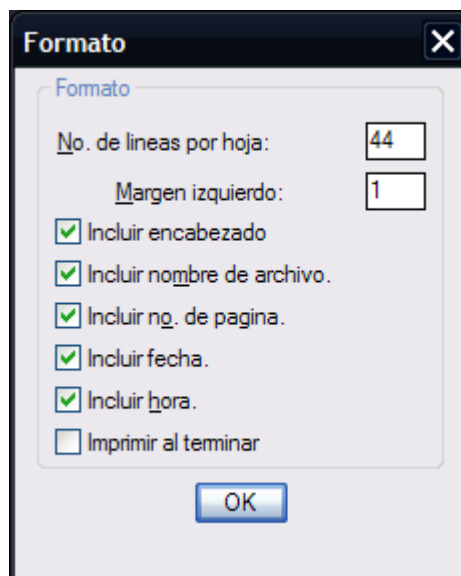 Formato
Formato
No. de lineas por hoja: 44
Margen izquierdo: 1
Incluir encabezado
Incluir nombre de archivo.
Incluir no. de pagina.
Incluir fecha.
Incluir hora.
Imprimir al terminar
OK